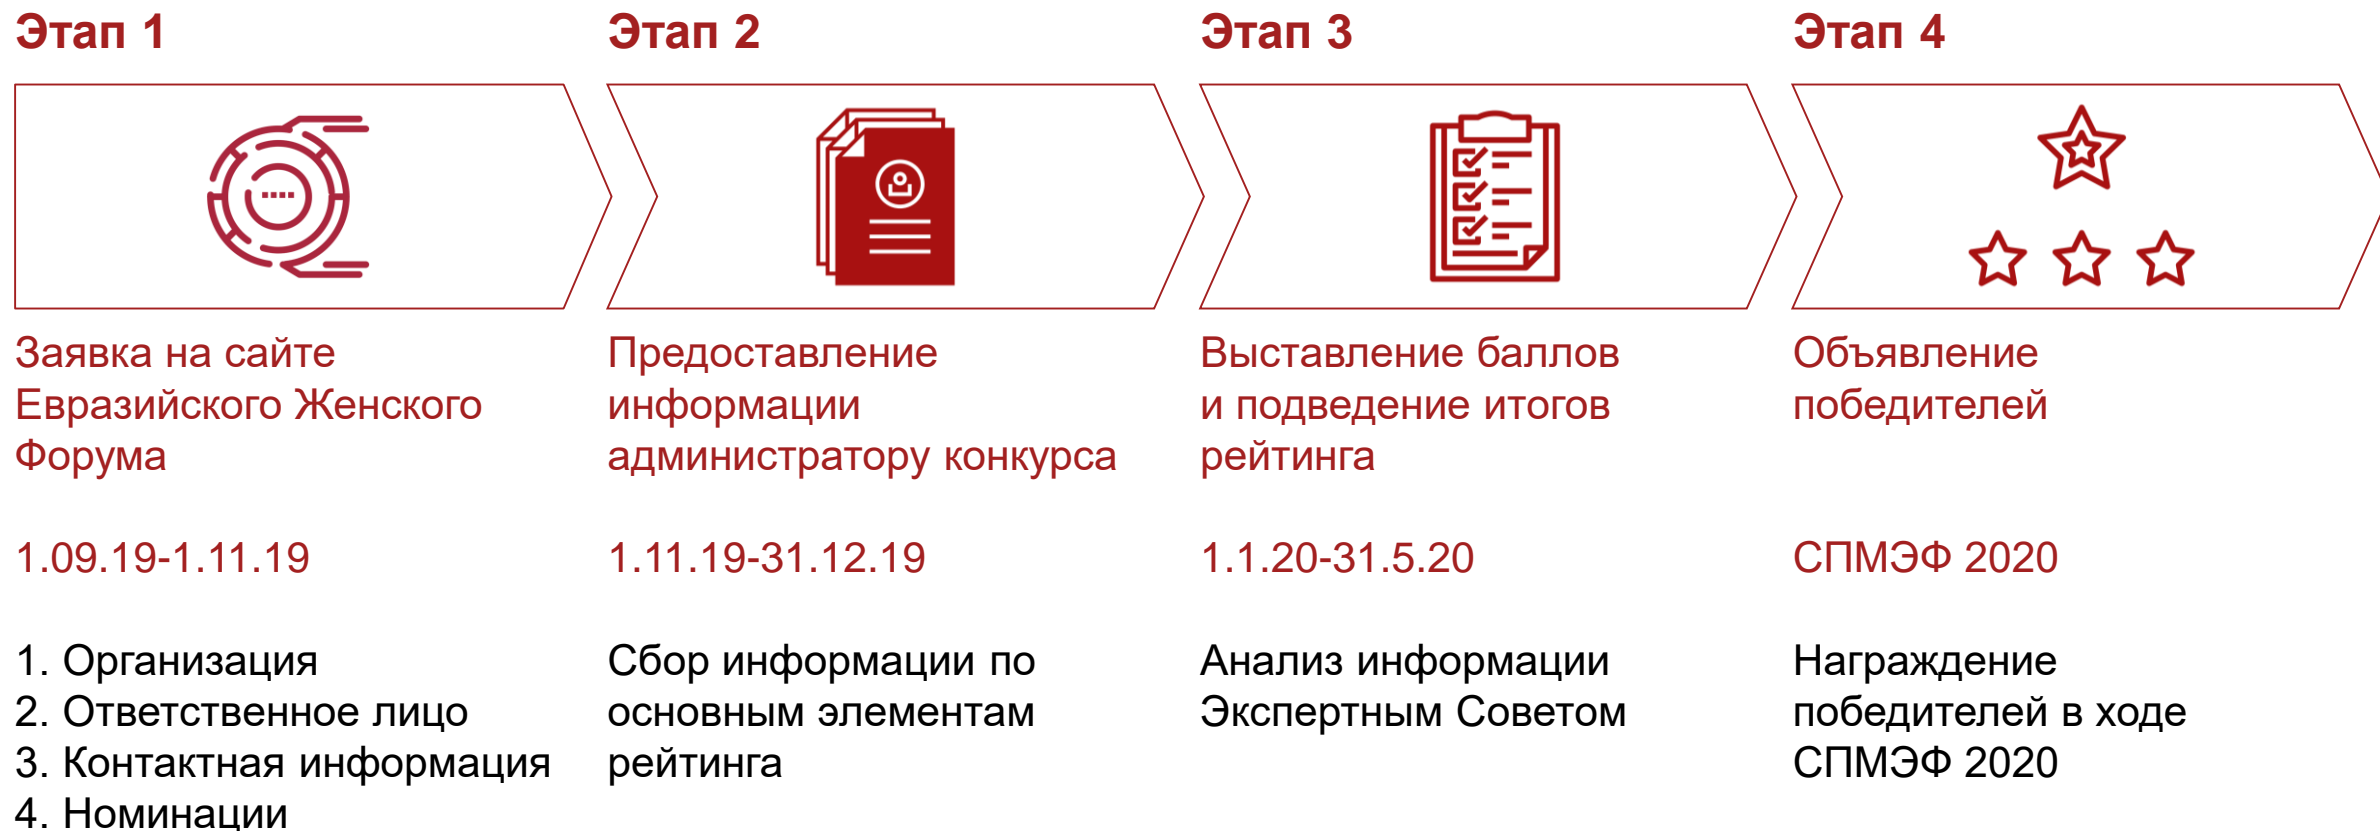 Этап 1
Заявка на сайте
Евразийского Женского
Форума
1.09.19-1.11.19
1. Организация
2. Ответственное лицо
3. Контактная информация
4. Номинации
Этап 2
Предоставление
информации
администратору конкурса
1.11.19-31.12.19
Сбор информации по
основным элементам
рейтинга
Этап 3
Выставление баллов
и подведение итогов
рейтинга
1.1.20-31.5.20
Анализ информации
Экспертным Советом
Этап 4
Объявление
победителей
СПМЭФ 2020
Награждение
победителей в ходе
СПМЭФ 2020